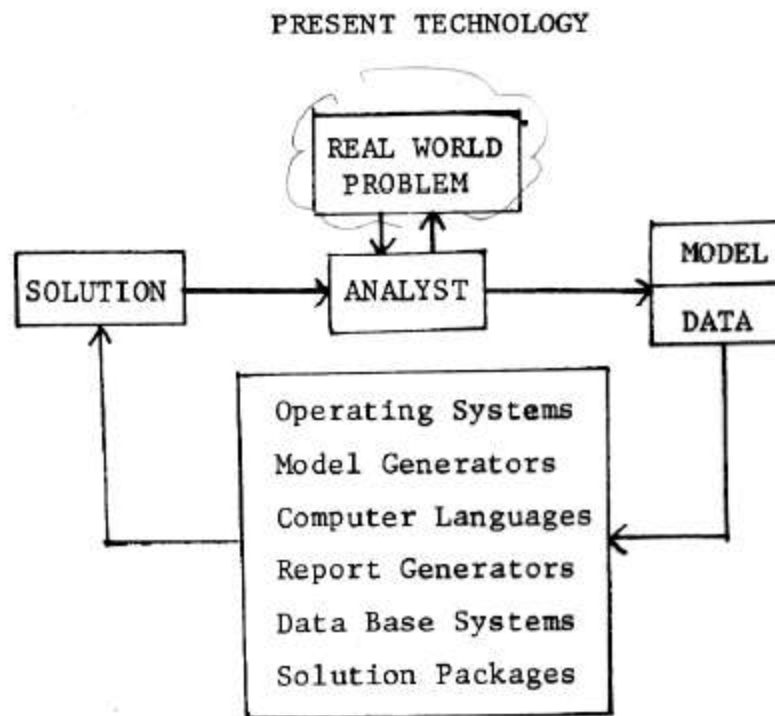 PRESENT TECHNOLOGY
REAL WORLD
PROBLEM
SOLUTION
ANALYST
MODEL
DATA
Operating Systems
Model Generators
Computer Languages
Report Generators
Data Base Systems
Solution Packages